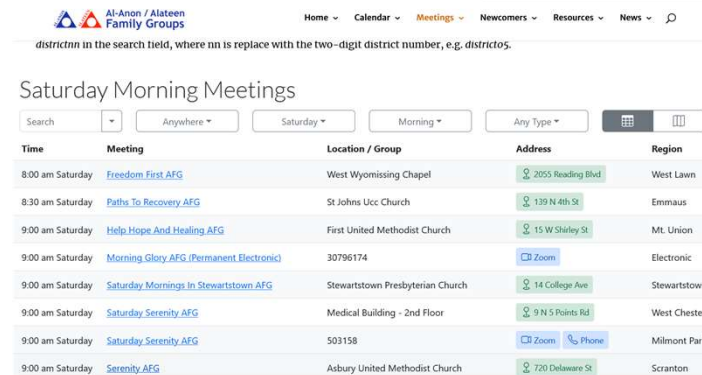 Al-Anon / Alateen
Family Groups
Home Calendar Meetings Newcomers Resources News
districtnn in the search field, where nn is replace with the two-digit district number, e.g. district05.
Saturday Morning Meetings
Search Anywhere Saturday Morning Any Type
Time Meeting Location / Group Address Region
8:00 am Saturday Freedom First AFG West Wyomissing Chapel 2055 Reading Blvd West Lawn
8:30 am Saturday Paths To Recovery AFG St Johns Ucc Church 139 N 4th St Emmaus
9:00 am Saturday Help Hope And Healing AFG First United Methodist Church 15 W Shirley St Mt. Union
9:00 am Saturday Morning Glory AFG (Permanent Electronic) 30796174 Zoom Electronic
9:00 am Saturday Saturday Mornings In Stewartstown AFG Stewartstown Presbyterian Church 14 College Ave Stewartstow
9:00 am Saturday Saturday Serenity AFG Medical Building - 2nd Floor 9 N 5 Points Rd West Cheste
9:00 am Saturday Saturday Serenity AFG 503158 Zoom Phone Milmont Par
9:00 am Saturday Serenity AFG Asbury United Methodist Church 720 Delaware St Scranton